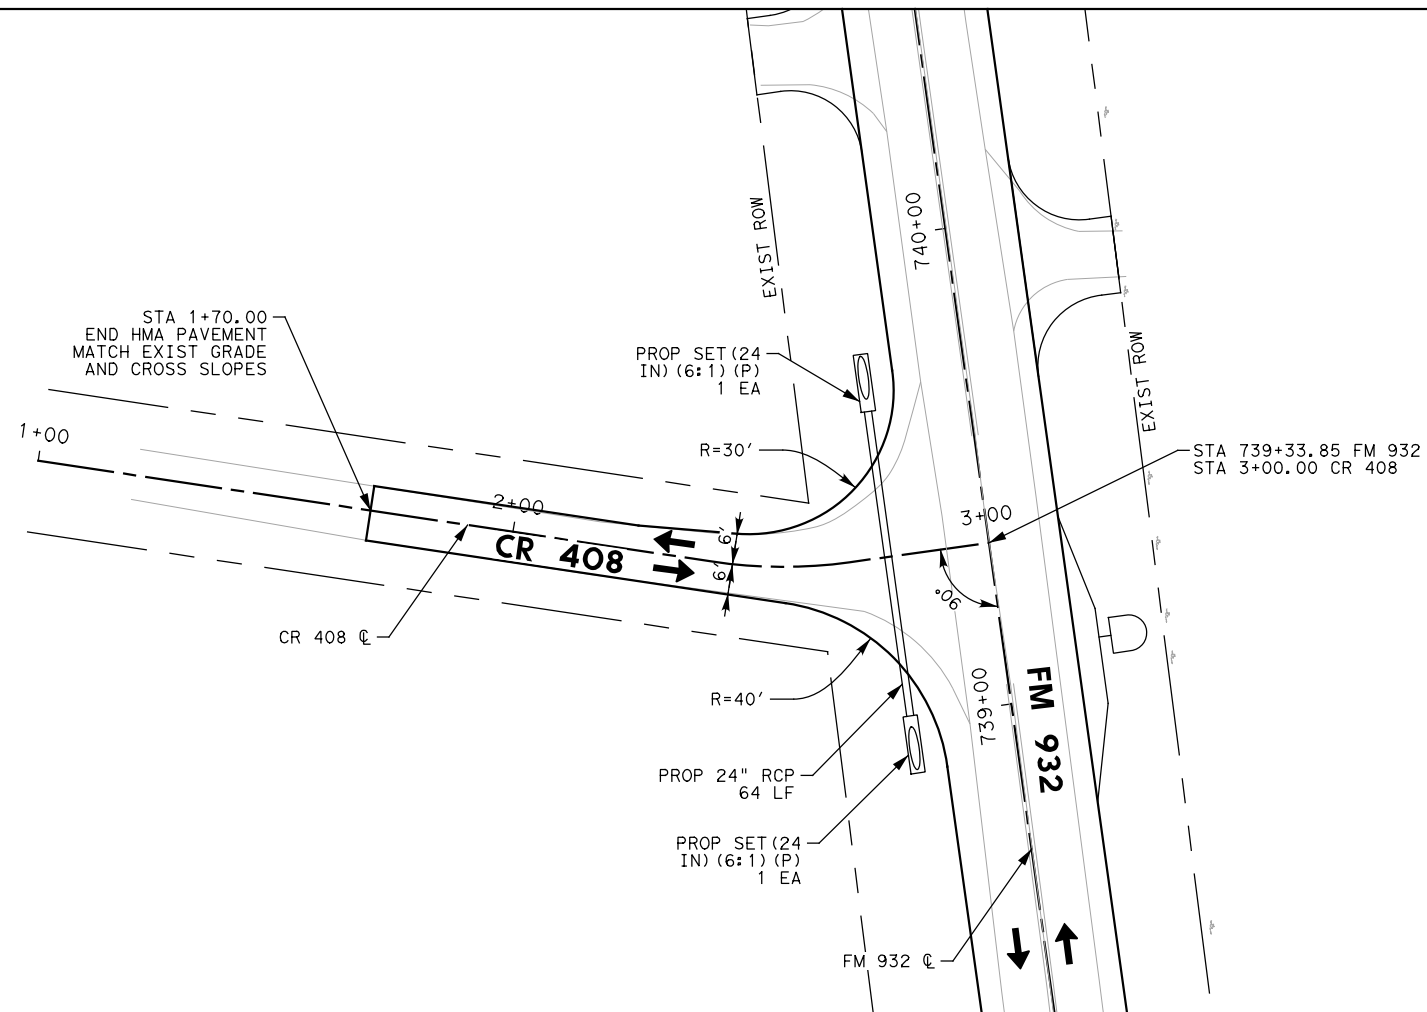 EXIST ROW
740+00
STA 1+70.00
END HMA PAVEMENT
MATCH EXIST GRADE
AND CROSS SLOPES
PROP SET(24
IN)(6:1)(P)
1 EA
EXIST ROW
1+00
R=30'
STA 739+33.85 FM 932
STA 3+00.00 CR 408
2+00
3+00
6'
CR 408
6'
90°
CR 408 ℄
R=40'
739+00
FM 932
PROP 24" RCP
64 LF
PROP SET(24
IN)(6:1)(P)
1 EA
FM 932 ℄